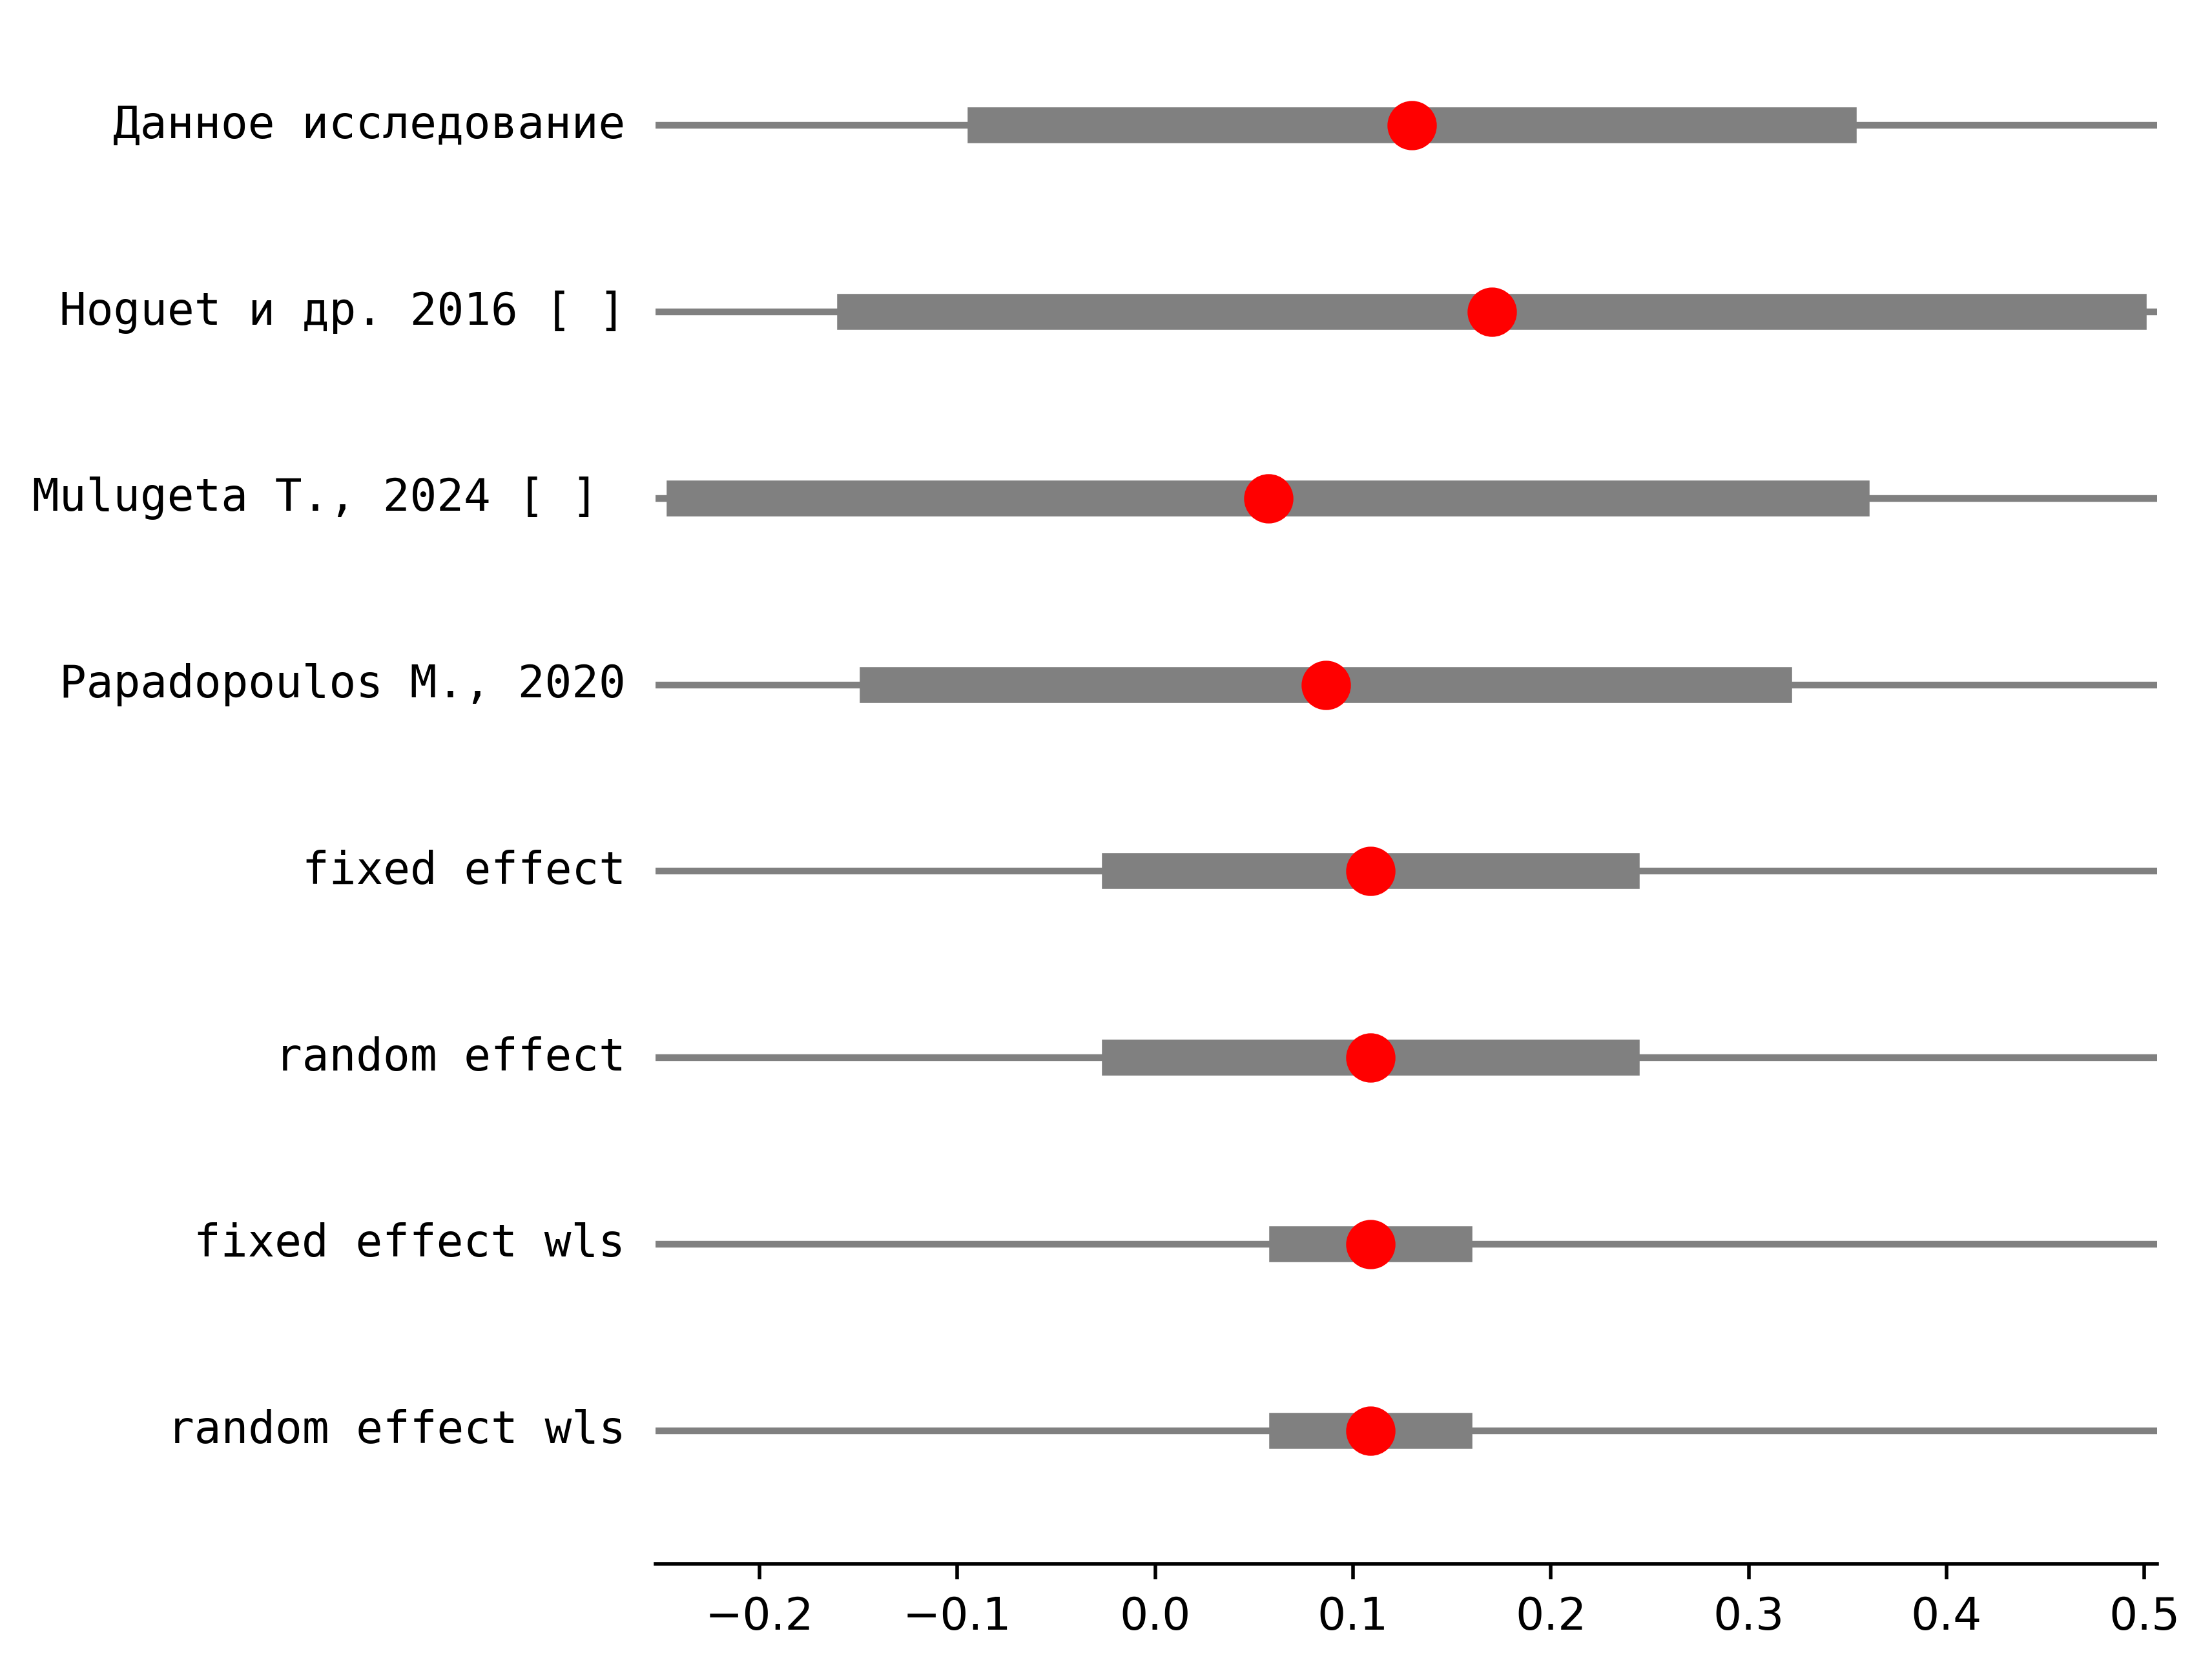 Данное исследование
Hoguet и др. 2016 [ ]
Mulugeta T., 2024 [ ]
Papadopoulos M., 2020
fixed effect
random effect
fixed effect wls
random effect wls
−0.2 −0.1 0.0 0.1 0.2 0.3 0.4 0.5